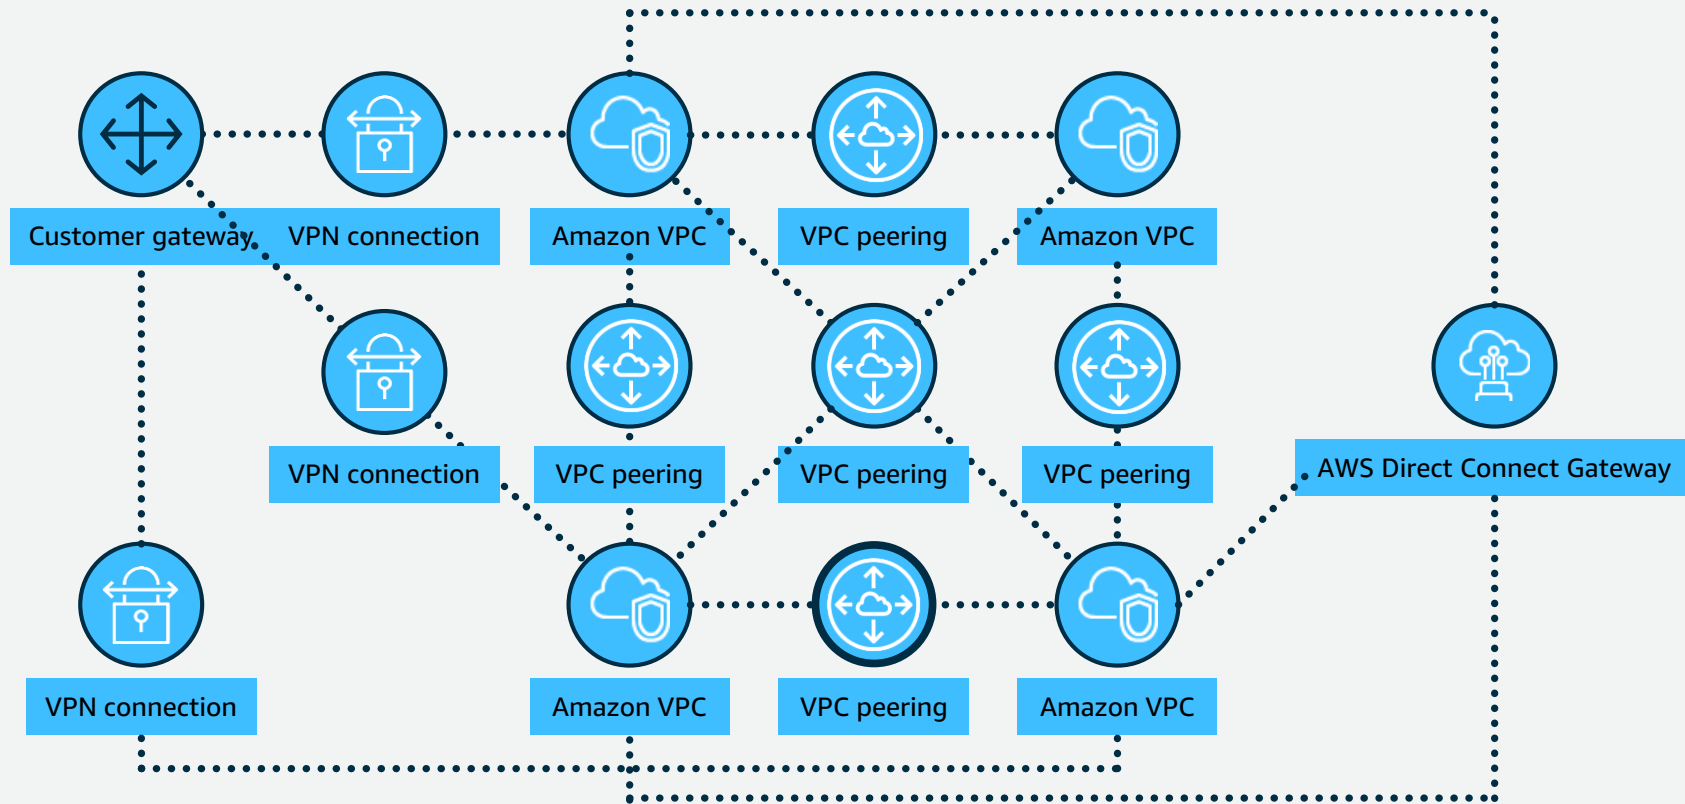 Customer gateway
VPN connection
Amazon VPC
VPC peering
Amazon VPC
VPN connection
VPC peering
VPC peering
VPC peering
AWS Direct Connect Gateway
VPN connection
Amazon VPC
VPC peering
Amazon VPC